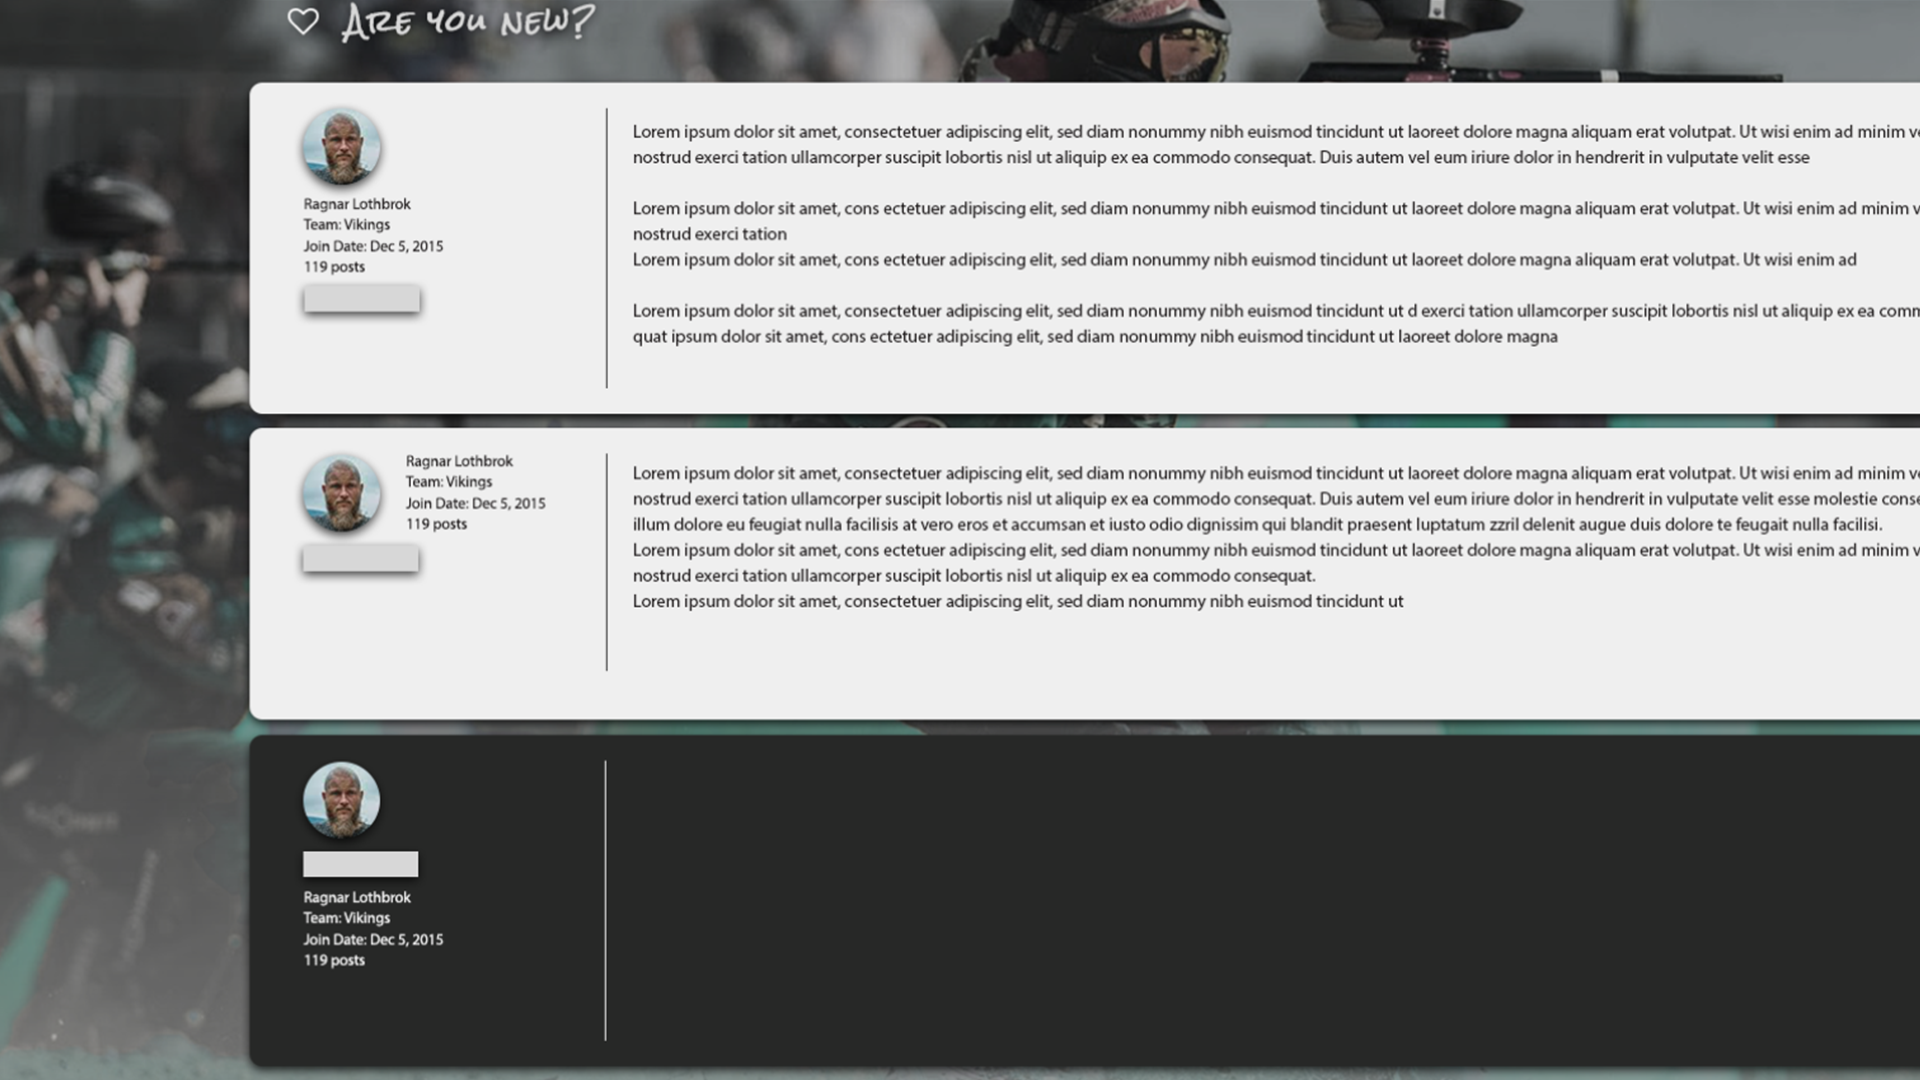 Are you new?
Ragnar Lothbrok
Team: Vikings
Join Date: Dec 5, 2015
119 posts
Lorem ipsum dolor sit amet, consectetuer adipiscing elit, sed diam nonummy nibh euismod tincidunt ut laoreet dolore magna aliquam erat volutpat. Ut wisi enim ad minim
nostrud exerci tation ullamcorper suscipit lobortis nisl ut aliquip ex ea commodo consequat. Duis autem vel eum iriure dolor in hendrerit in vulputate velit esse
Lorem ipsum dolor sit amet, cons ectetuer adipiscing elit, sed diam nonummy nibh euismod tincidunt ut laoreet dolore magna aliquam erat volutpat. Ut wisi enim ad minim
nostrud exerci tation
Lorem ipsum dolor sit amet, cons ectetuer adipiscing elit, sed diam nonummy nibh euismod tincidunt ut laoreet dolore magna aliquam erat volutpat. Ut wisi enim ad
Lorem ipsum dolor sit amet, consectetuer adipiscing elit, sed diam nonummy nibh euismod tincidunt ut d exerci tation ullamcorper suscipit lobortis nisl ut aliquip ex ea
quat ipsum dolor sit amet, cons ectetuer adipiscing elit, sed diam nonummy nibh euismod tincidunt ut laoreet dolore magna
Ragnar Lothbrok
Team: Vikings
Join Date: Dec 5, 2015
119 posts
Lorem ipsum dolor sit amet, consectetuer adipiscing elit, sed diam nonummy nibh euismod tincidunt ut laoreet dolore magna aliquam erat volutpat. Ut wisi enim ad minim
nostrud exerci tation ullamcorper suscipit lobortis nisl ut aliquip ex ea commodo consequat. Duis autem vel eum iriure dolor in hendrerit in vulputate velit esse molestie
illum dolore eu feugiat nulla facilisis at vero eros et accumsan et iusto odio dignissim qui blandit praesent luptatum zzril delenit augue duis dolore te feugait nulla facilisi.
Lorem ipsum dolor sit amet, cons ectetuer adipiscing elit, sed diam nonummy nibh euismod tincidunt ut laoreet dolore magna aliquam erat volutpat. Ut wisi enim ad minim
nostrud exerci tation ullamcorper suscipit lobortis nisl ut aliquip ex ea commodo consequat.
Lorem ipsum dolor sit amet, consectetuer adipiscing elit, sed diam nonummy nibh euismod tincidunt ut
Ragnar Lothbrok
Team: Vikings
Join Date: Dec 5, 2015
119 posts